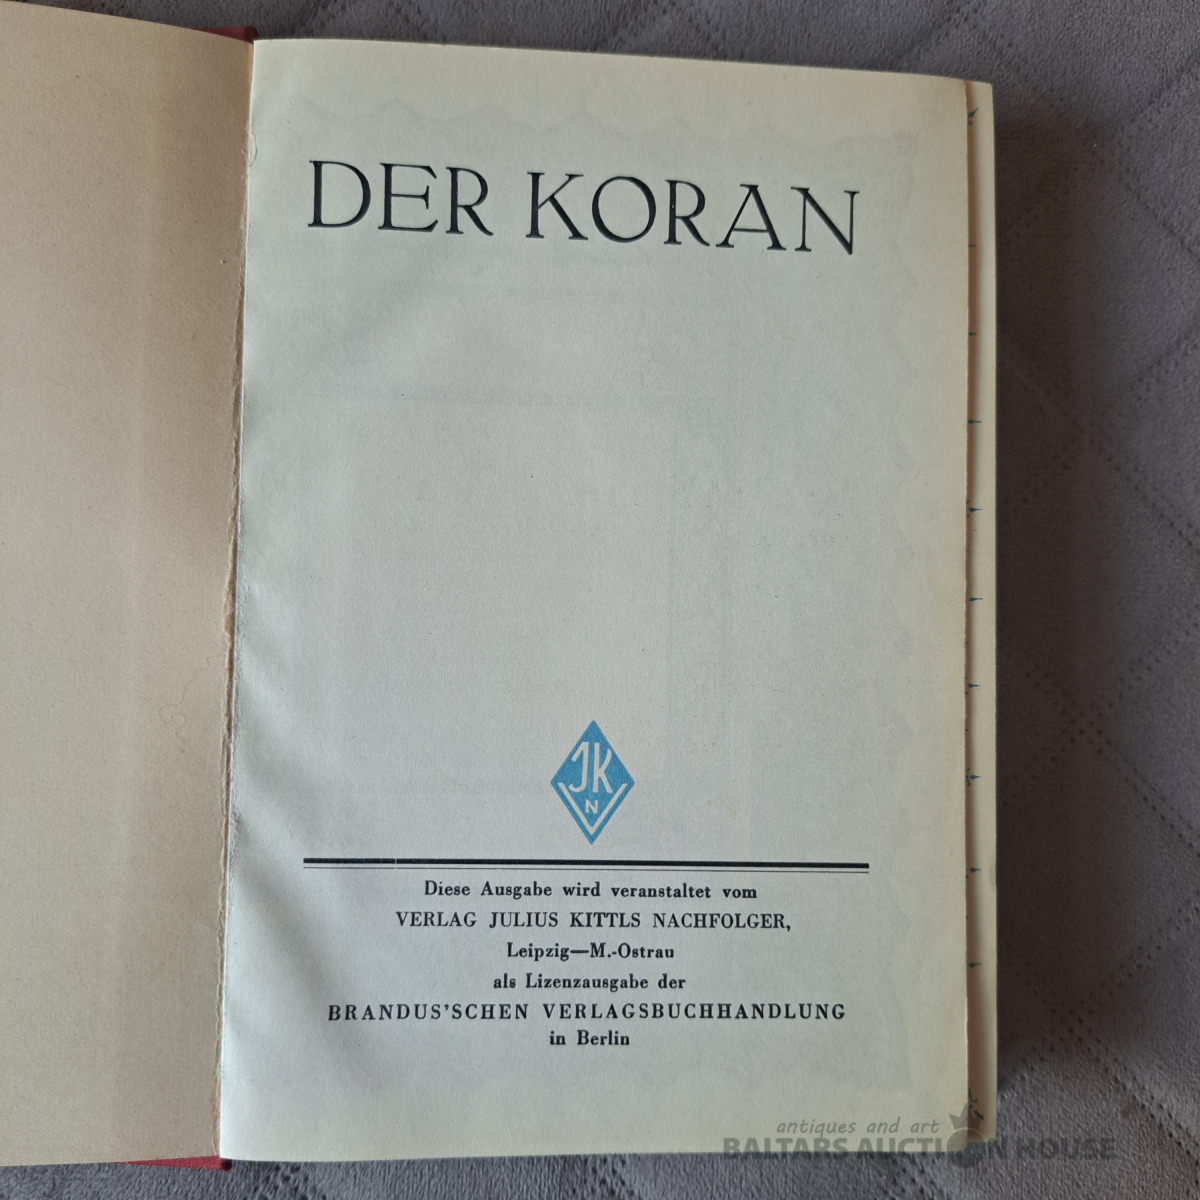 DER KORAN
JK
N
V
Diese Ausgabe wird veranstaltet vom
VERLAG JULIUS KITTLS NACHFOLGER,
Leipzig—M.-Ostrau
als Lizenzausgabe der
BRANDUS'SCHEN VERLAGSBUCHHANDLUNG
in Berlin
antiques and art
BALTARS AUCTION HOUSE